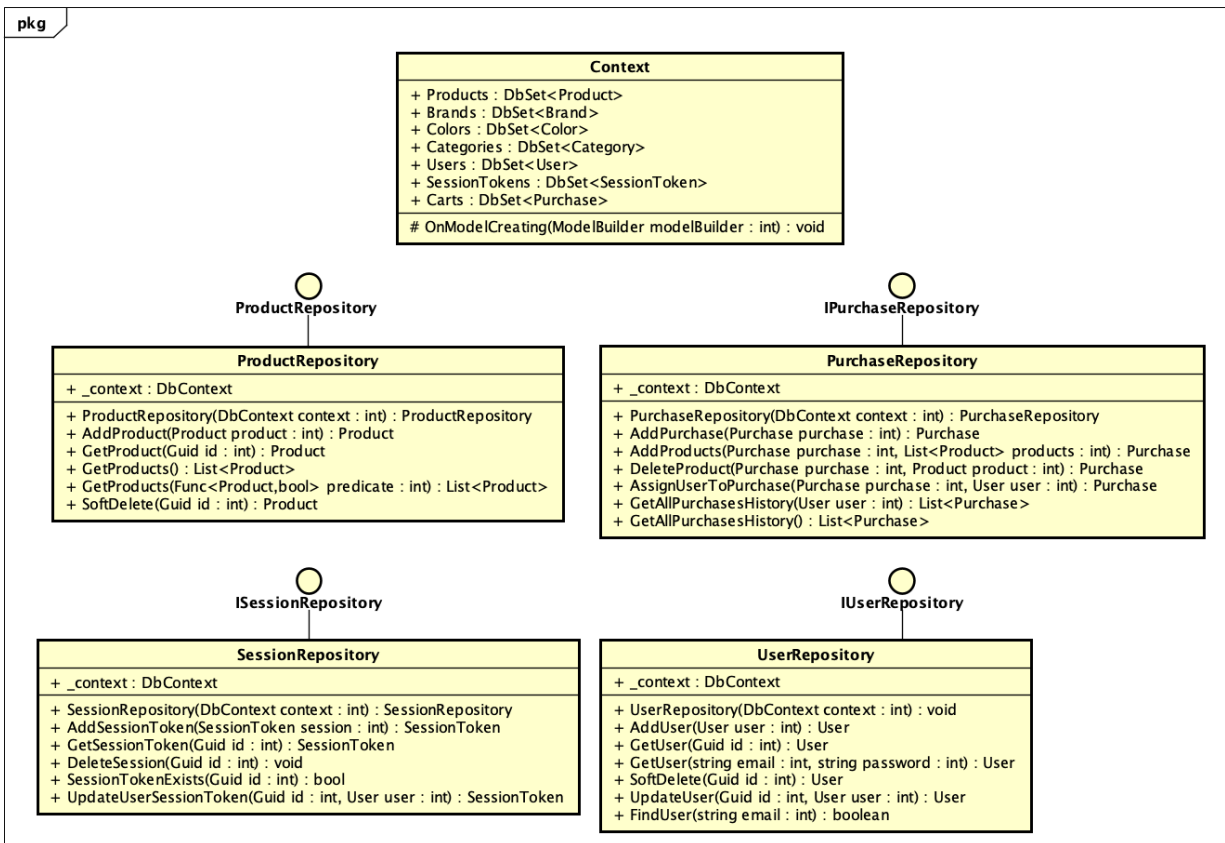 pkg
Context
+ Products : DbSet<Product>
+ Brands : DbSet<Brand>
+ Colors : DbSet<Color>
+ Categories : DbSet<Category>
+ Users : DbSet<User>
+ SessionTokens : DbSet<SessionToken>
+ Carts : DbSet<Purchase>
# OnModelCreating(ModelBuilder modelBuilder : int) : void
ProductRepository
ProductRepository
+ _context : DbContext
+ ProductRepository(DbContext context : int) : ProductRepository
+ AddProduct(Product product : int) : Product
+ GetProduct(Guid id : int) : Product
+ GetProducts() : List<Product>
+ GetProducts(Func<Product,bool> predicate : int) : List<Product>
+ SoftDelete(Guid id : int) : Product
IPurchaseRepository
PurchaseRepository
+ _context : DbContext
+ PurchaseRepository(DbContext context : int) : PurchaseRepository
+ AddPurchase(Purchase purchase : int) : Purchase
+ AddProducts(Purchase purchase : int, List<Product> products : int) : Purchase
+ DeleteProduct(Purchase purchase : int, Product product : int) : Purchase
+ AssignUserToPurchase(Purchase purchase : int, User user : int) : Purchase
+ GetAllPurchasesHistory(User user : int) : List<Purchase>
+ GetAllPurchasesHistory() : List<Purchase>
ISessionRepository
SessionRepository
+ _context : DbContext
+ SessionRepository(DbContext context : int) : SessionRepository
+ AddSessionToken(SessionToken session : int) : SessionToken
+ GetSessionToken(Guid id : int) : SessionToken
+ DeleteSession(Guid id : int) : void
+ SessionTokenExists(Guid id : int) : bool
+ UpdateUserSessionToken(Guid id : int, User user : int) : SessionToken
IUserRepository
UserRepository
+ _context : DbContext
+ UserRepository(DbContext context : int) : void
+ AddUser(User user : int) : User
+ GetUser(Guid id : int) : User
+ GetUser(string email : int, string password : int) : User
+ SoftDelete(Guid id : int) : User
+ UpdateUser(Guid id : int, User user : int) : User
+ FindUser(string email : int) : boolean